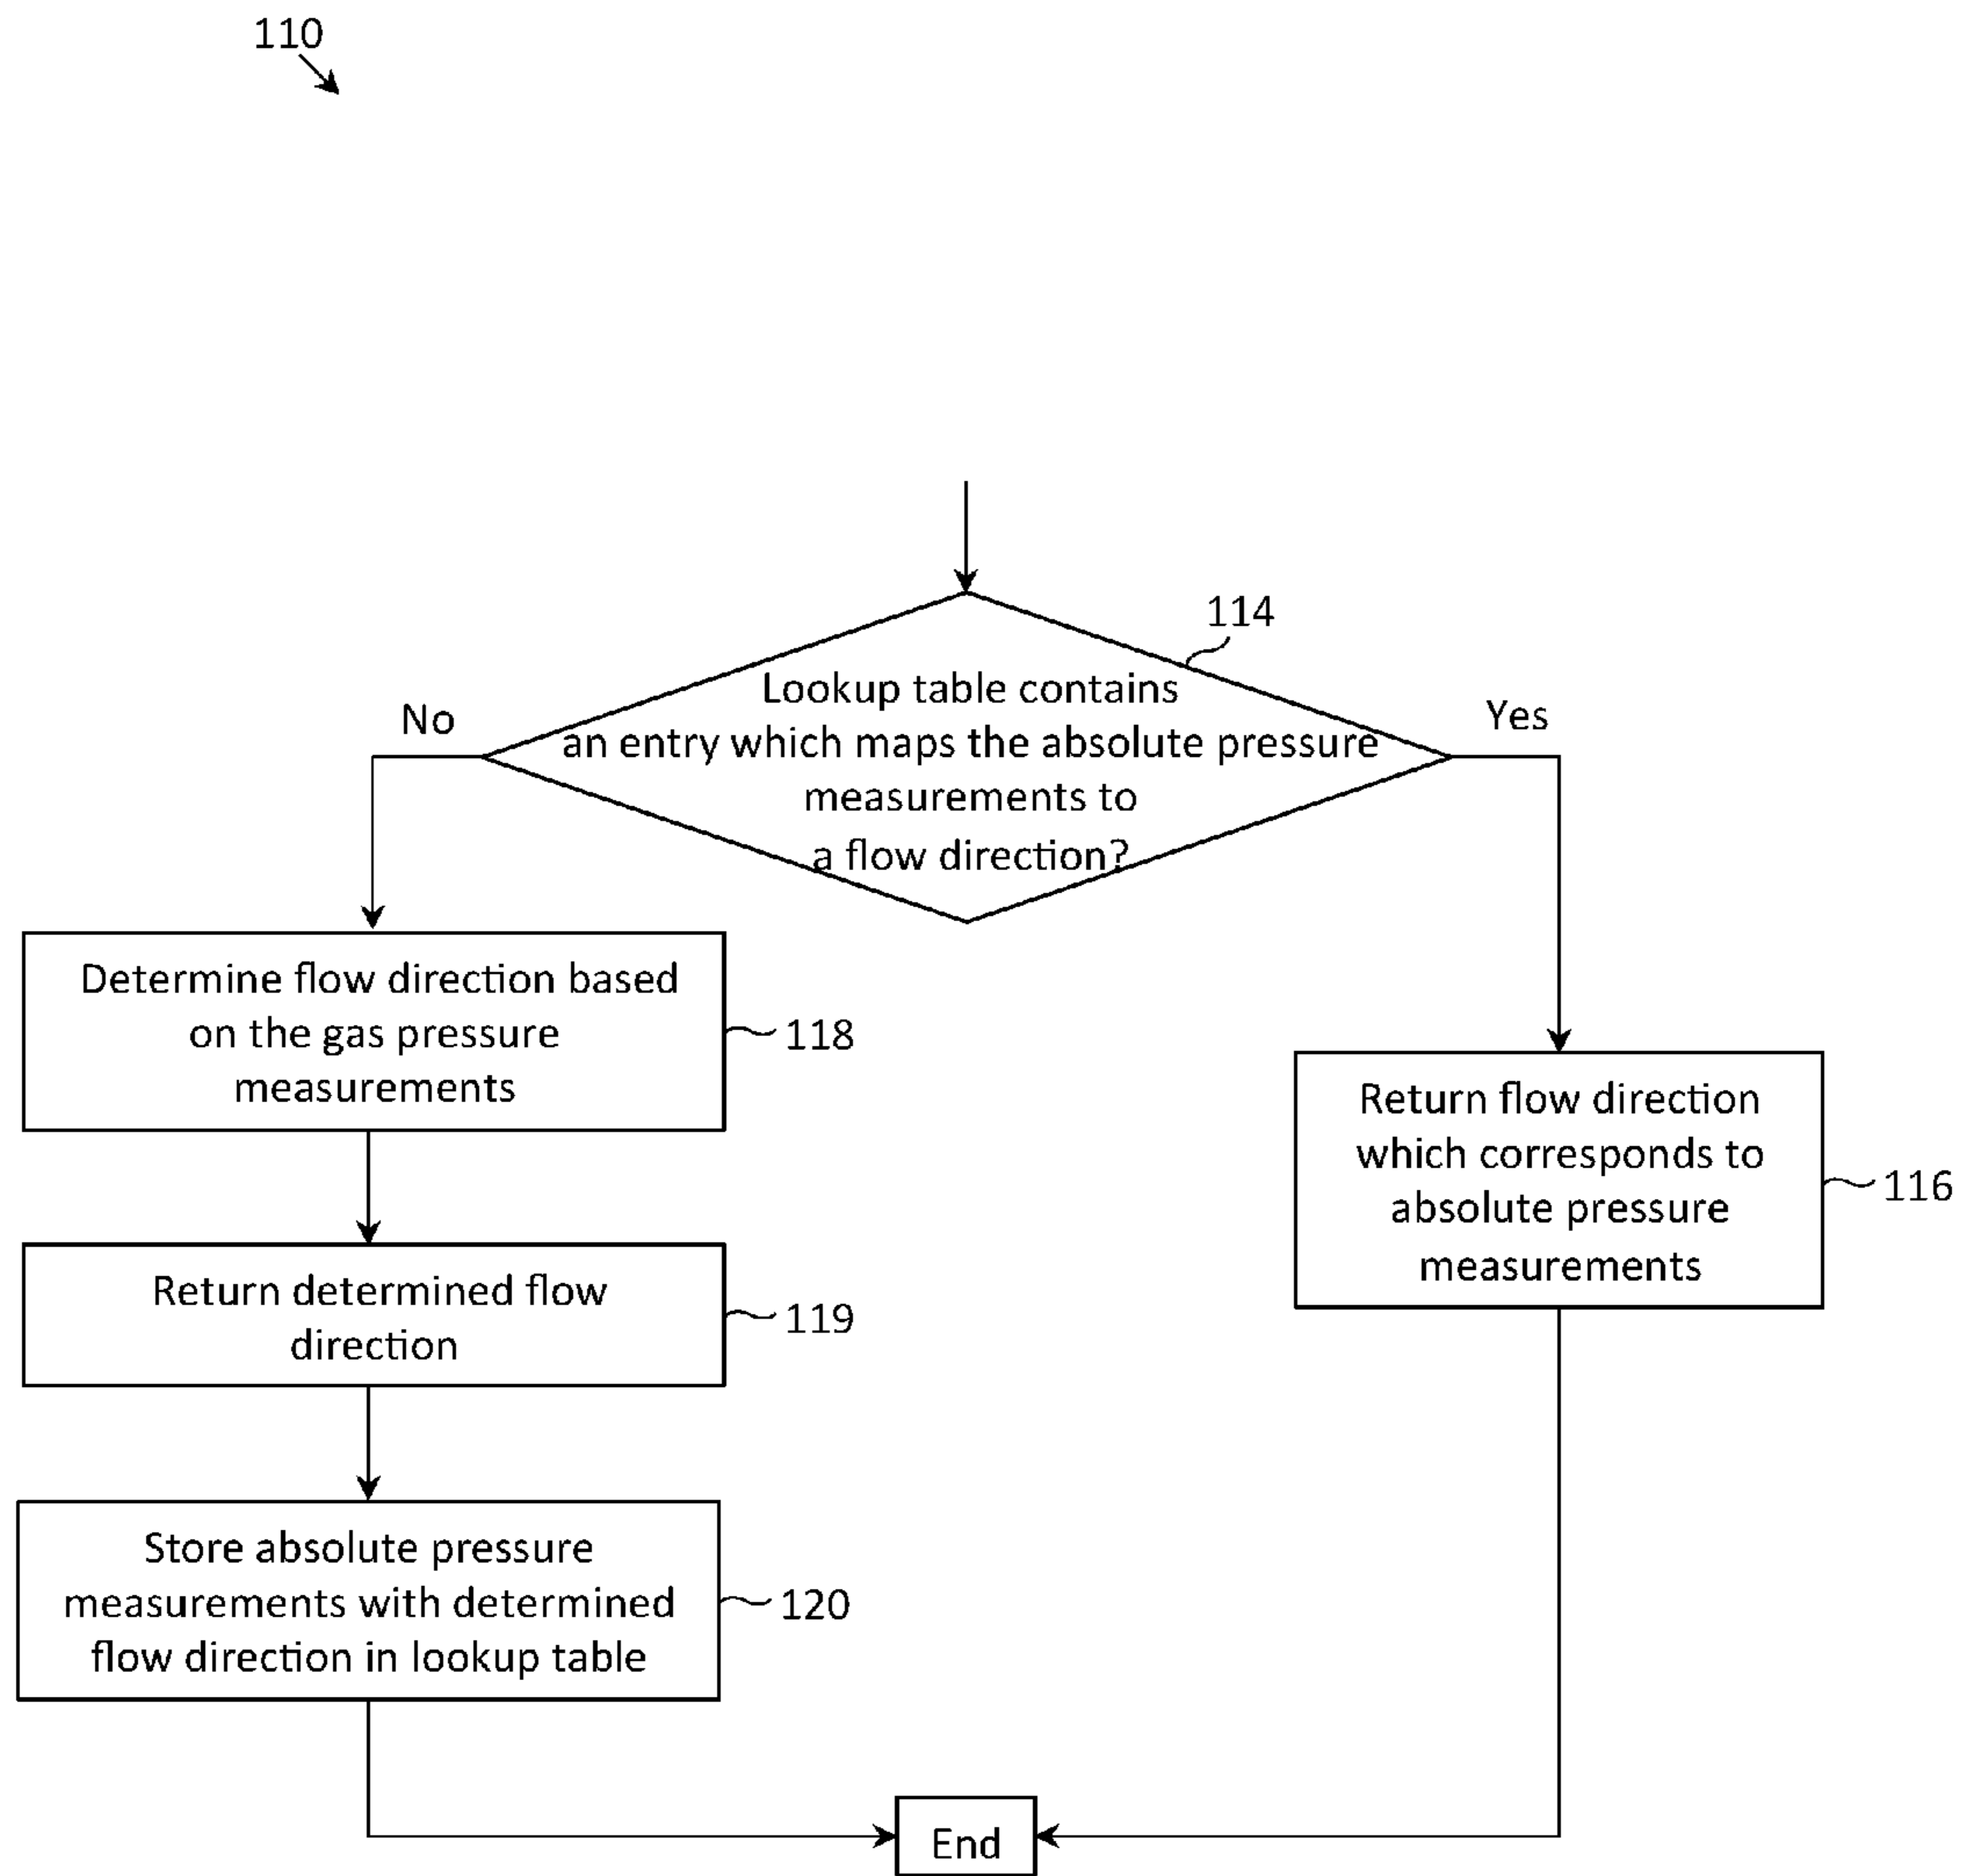 110
114
Lookup table contains
an entry which maps the absolute pressure
measurements to
a flow direction?
No
Yes
Determine flow direction based
on the gas pressure
measurements
118
Return flow direction
which corresponds to
absolute pressure
measurements
116
Return determined flow
direction
119
Store absolute pressure
measurements with determined
flow direction in lookup table
120
End